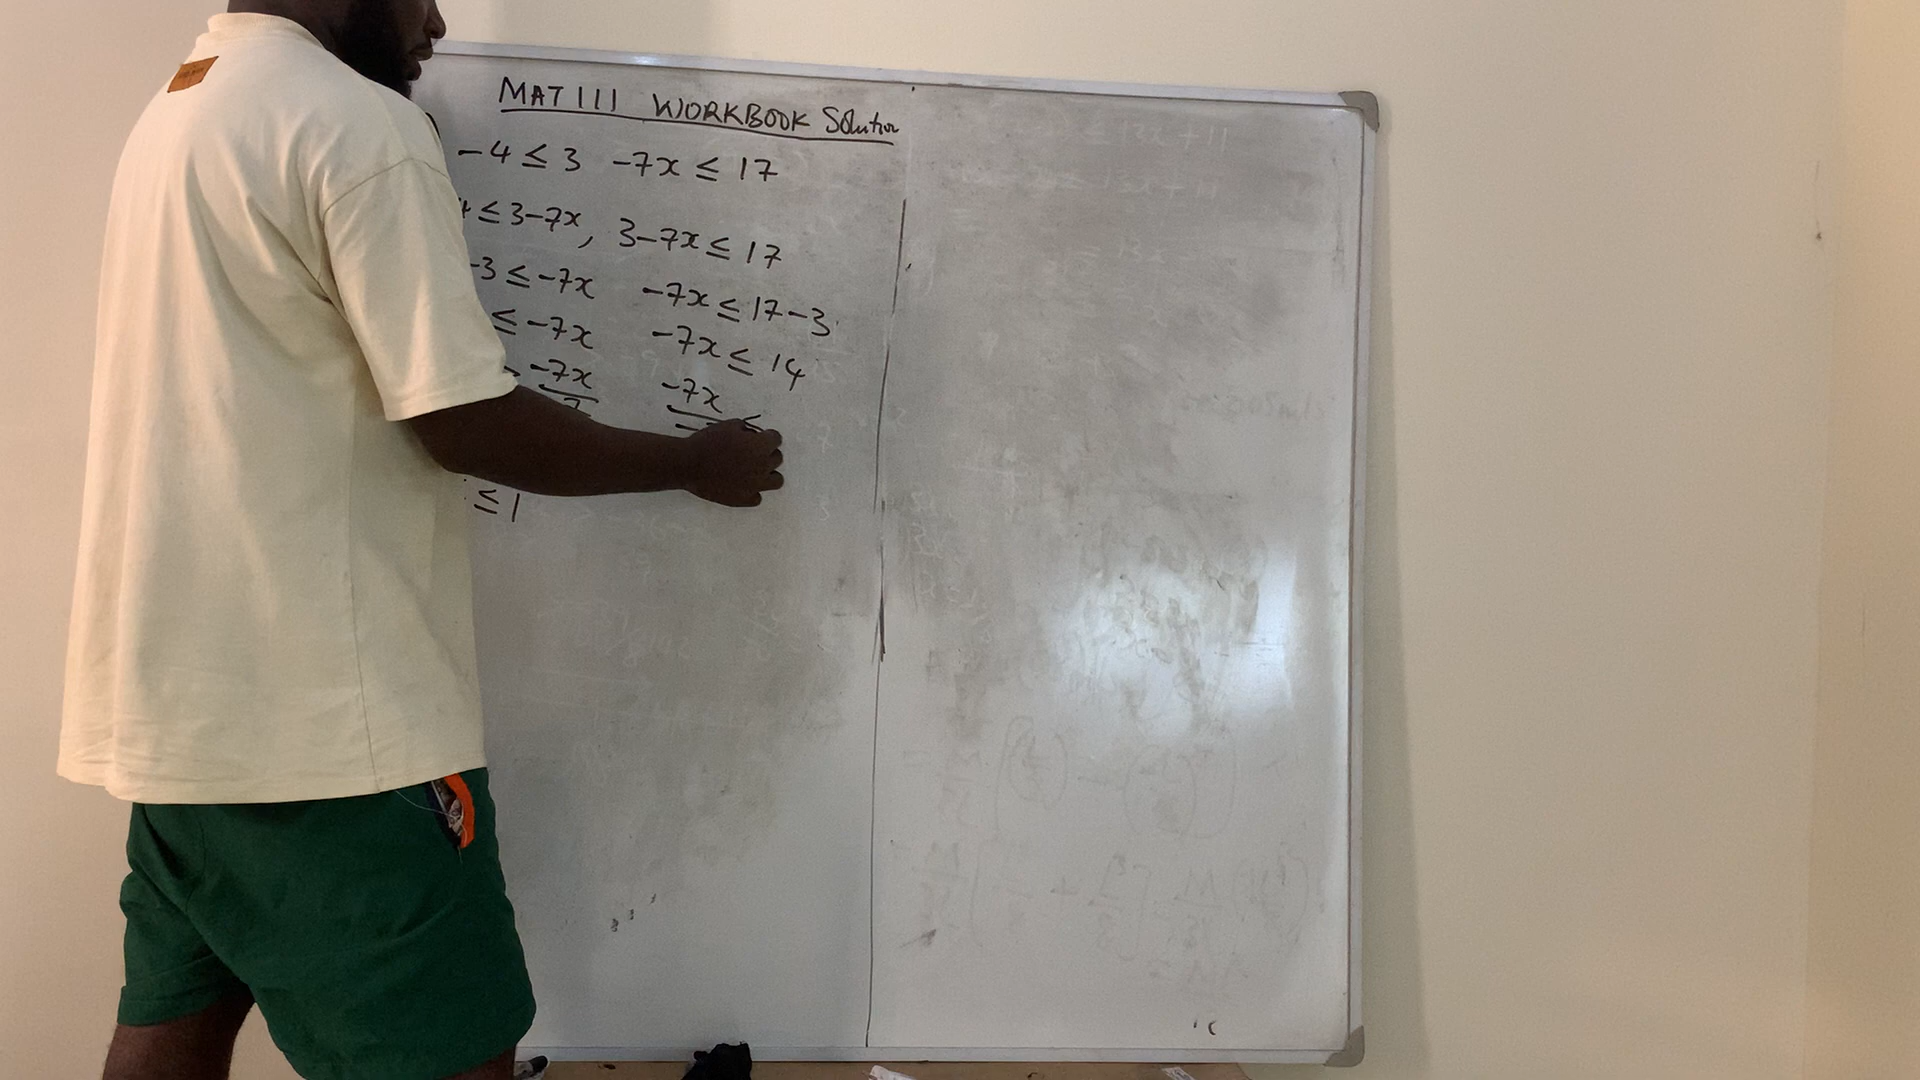 MAT 111 WORKBOOK Solution
-4 ≤ 3 -7x ≤ 17
≤ 3-7x, 3-7x ≤ 17
-3 ≤ -7x -7x ≤ 17-3
≤ -7x -7x ≤ 14
-7x -7x ≤
≤ 1